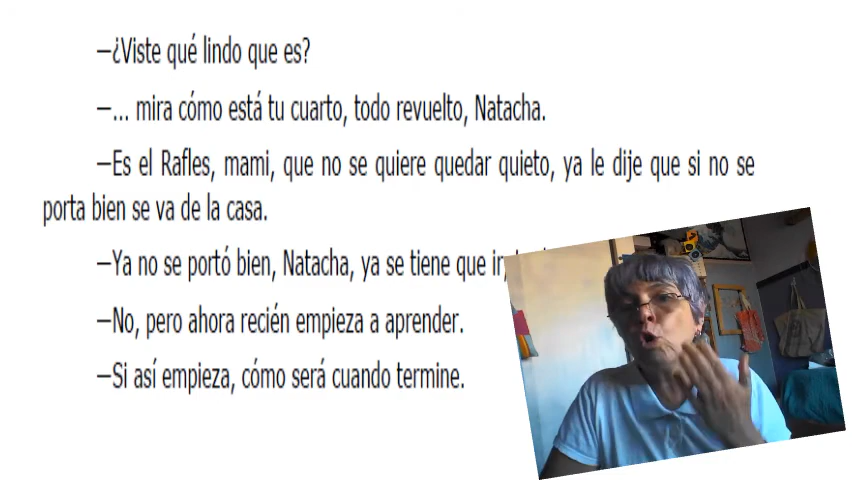 —¿Viste qué lindo que es?
—... mira cómo está tu cuarto, todo revuelto, Natacha.
—Es el Rafles, mami, que no se quiere quedar quieto, ya le dije que si no se
porta bien se va de la casa.
—Ya no se portó bien, Natacha, ya se tiene que ir,
—No, pero ahora recién empieza a aprender.
—Si así empieza, cómo será cuando termine.